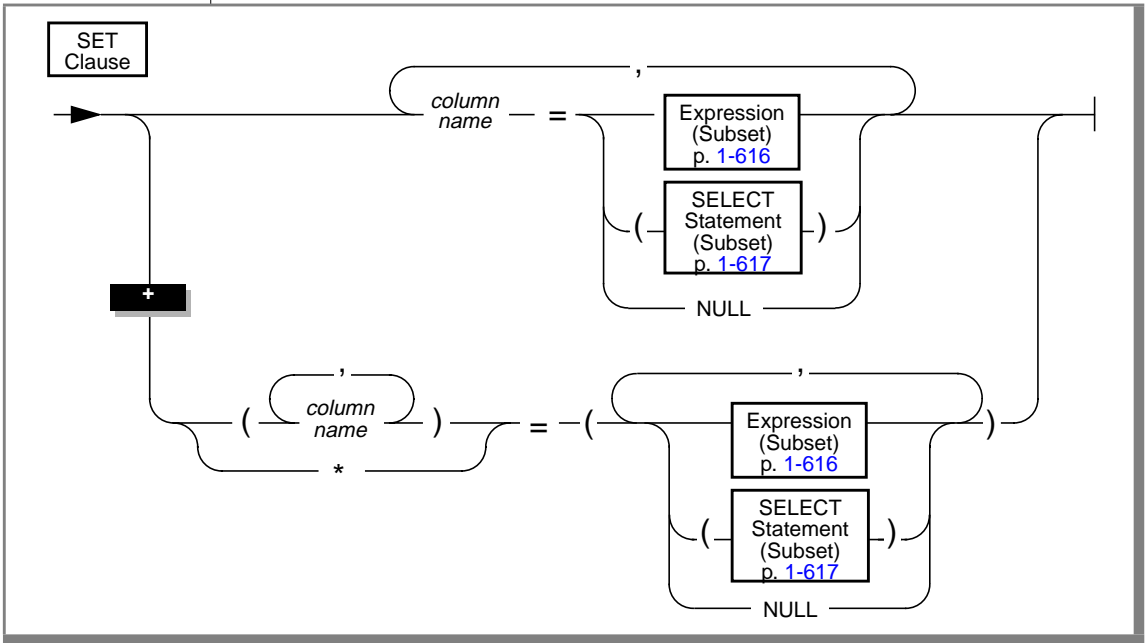 SET
Clause
,
column
name
=
Expression
(Subset)
p. 1-616
(
SELECT
Statement
(Subset)
p. 1-617
)
NULL
+
,
(
column
name
)
*
=
(
,
Expression
(Subset)
p. 1-616
(
SELECT
Statement
(Subset)
p. 1-617
)
NULL
)